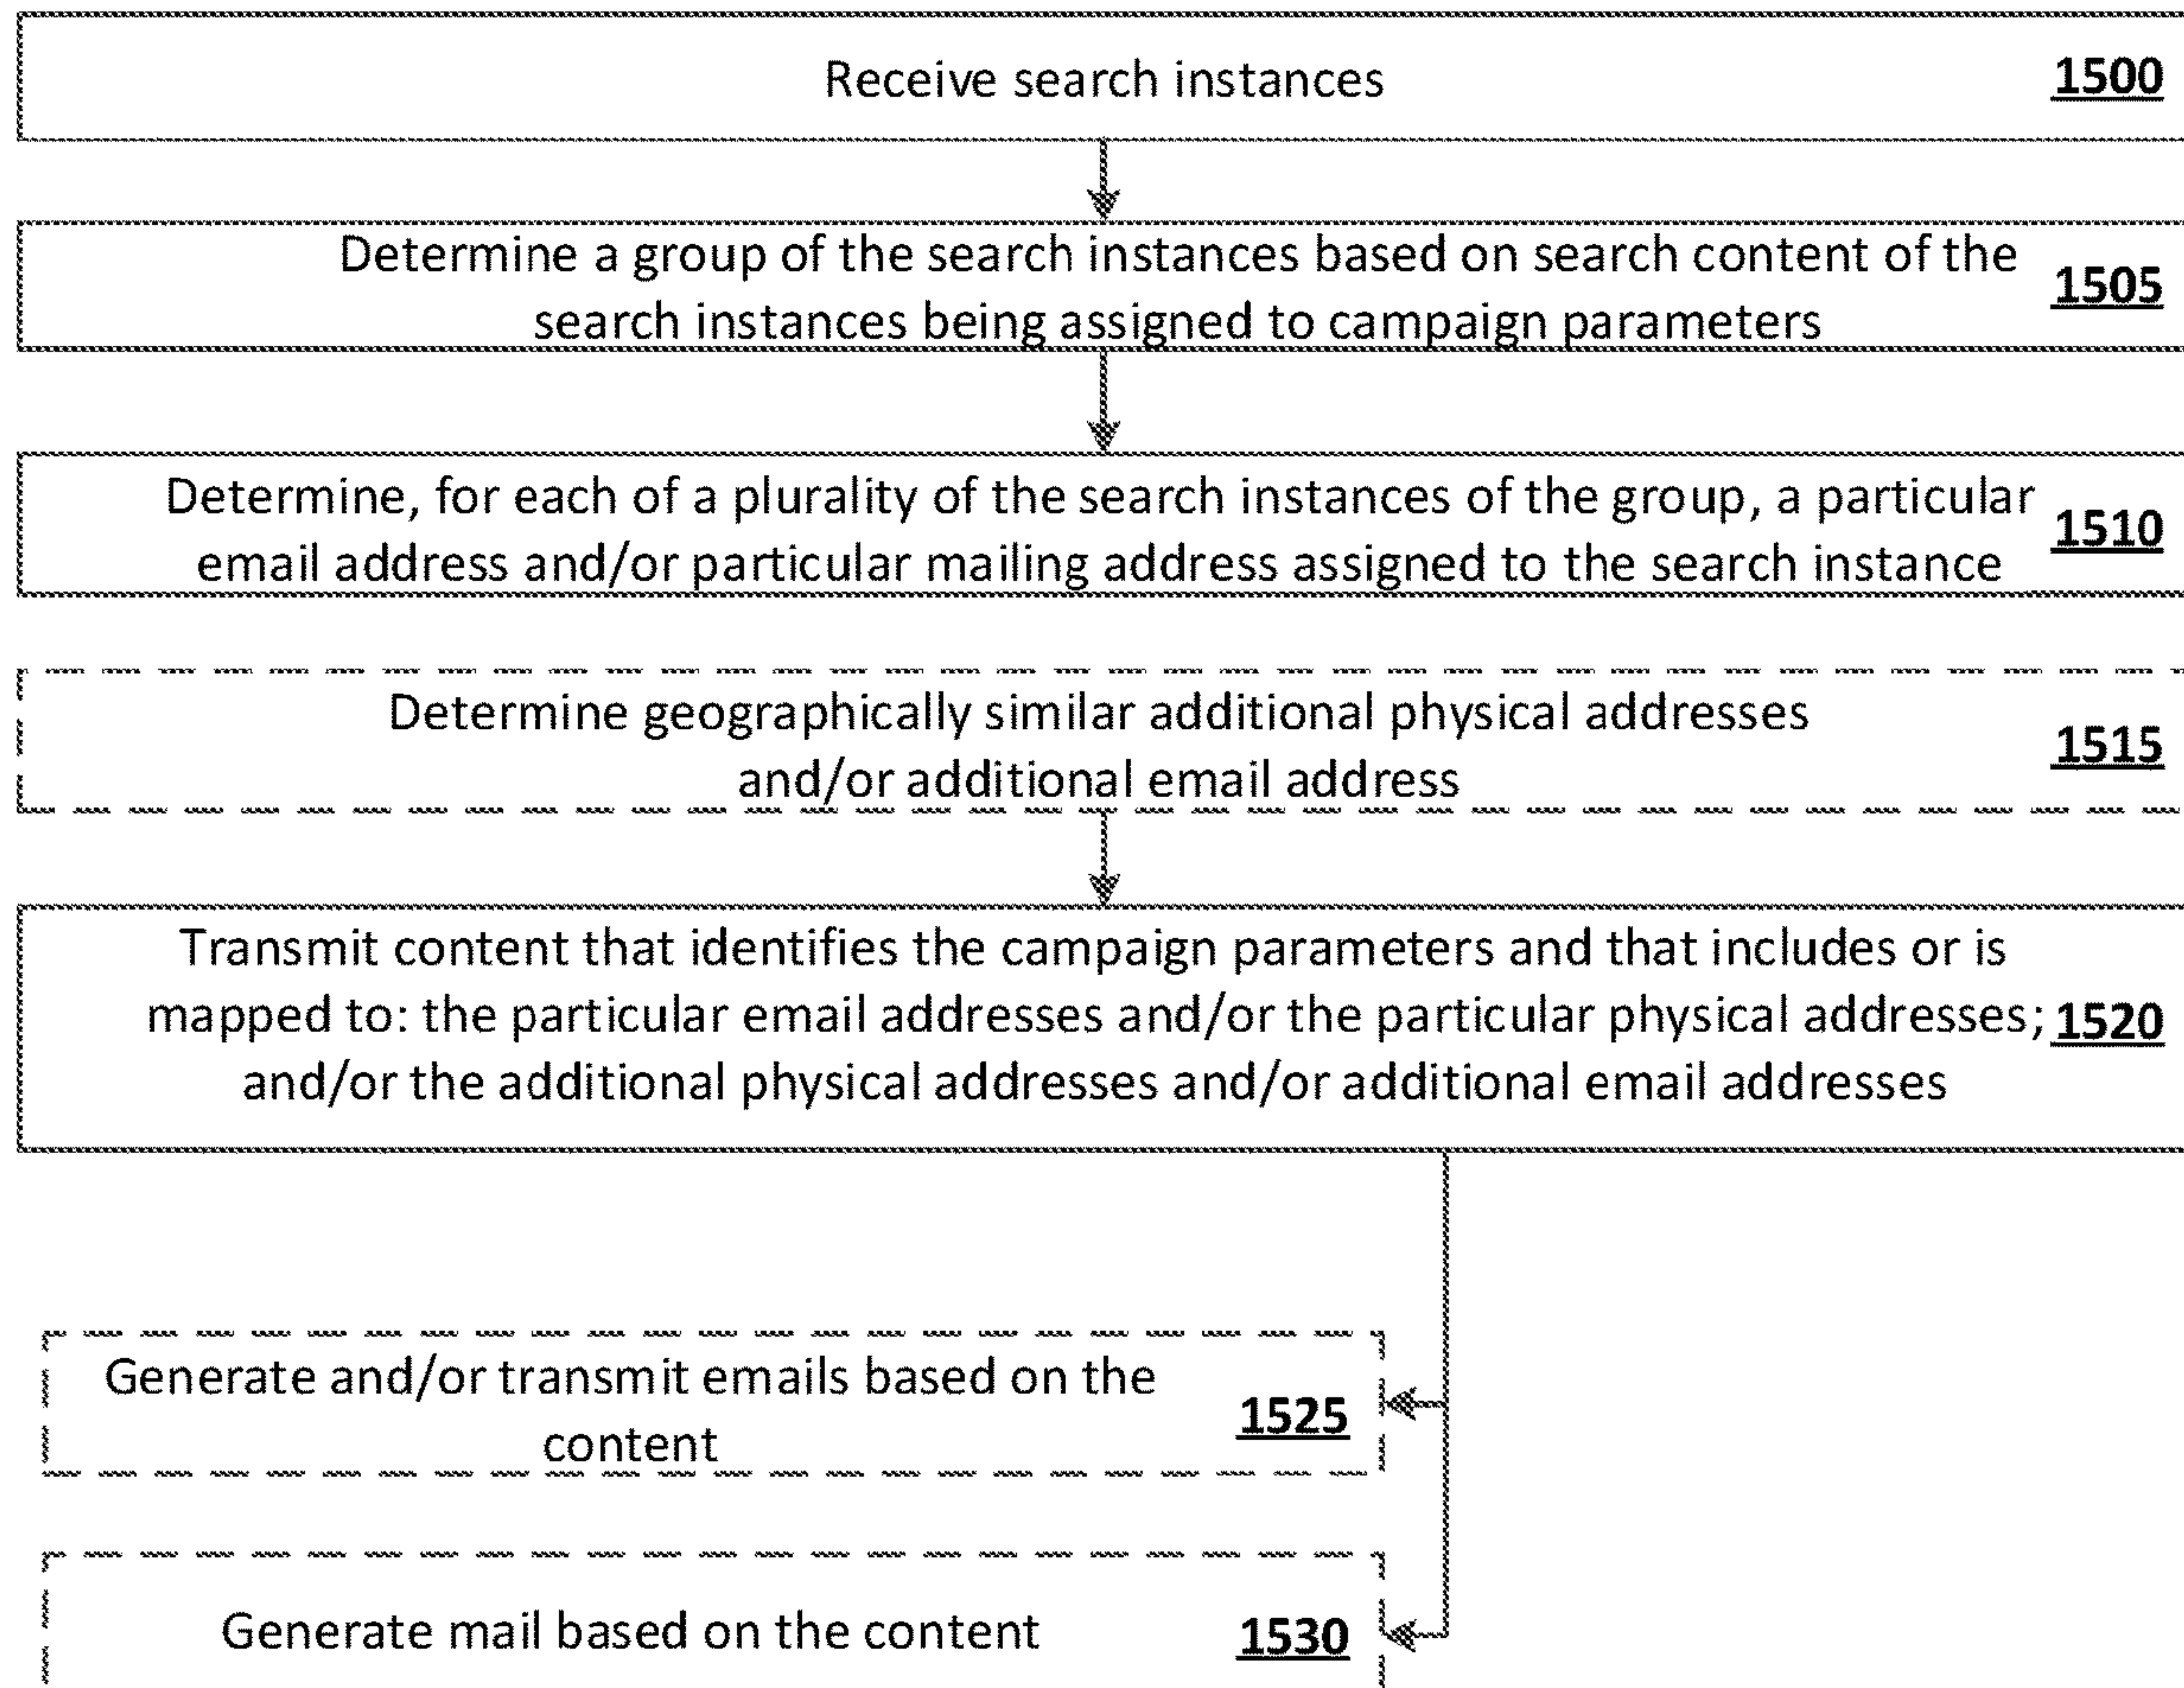 Receive search instances 1500
Determine a group of the search instances based on search content of the
search instances being assigned to campaign parameters
1505
Determine, for each of a plurality of the search instances of the group, a particular
email address and/or particular mailing address assigned to the search instance
1510
Determine geographically similar additional physical addresses
and/or additional email address
1515
Transmit content that identifies the campaign parameters and that includes or is
mapped to: the particular email addresses and/or the particular physical addresses; 1520
and/or the additional physical addresses and/or additional email addresses
Generate and/or transmit emails based on the
content
1525
Generate mail based on the content 1530